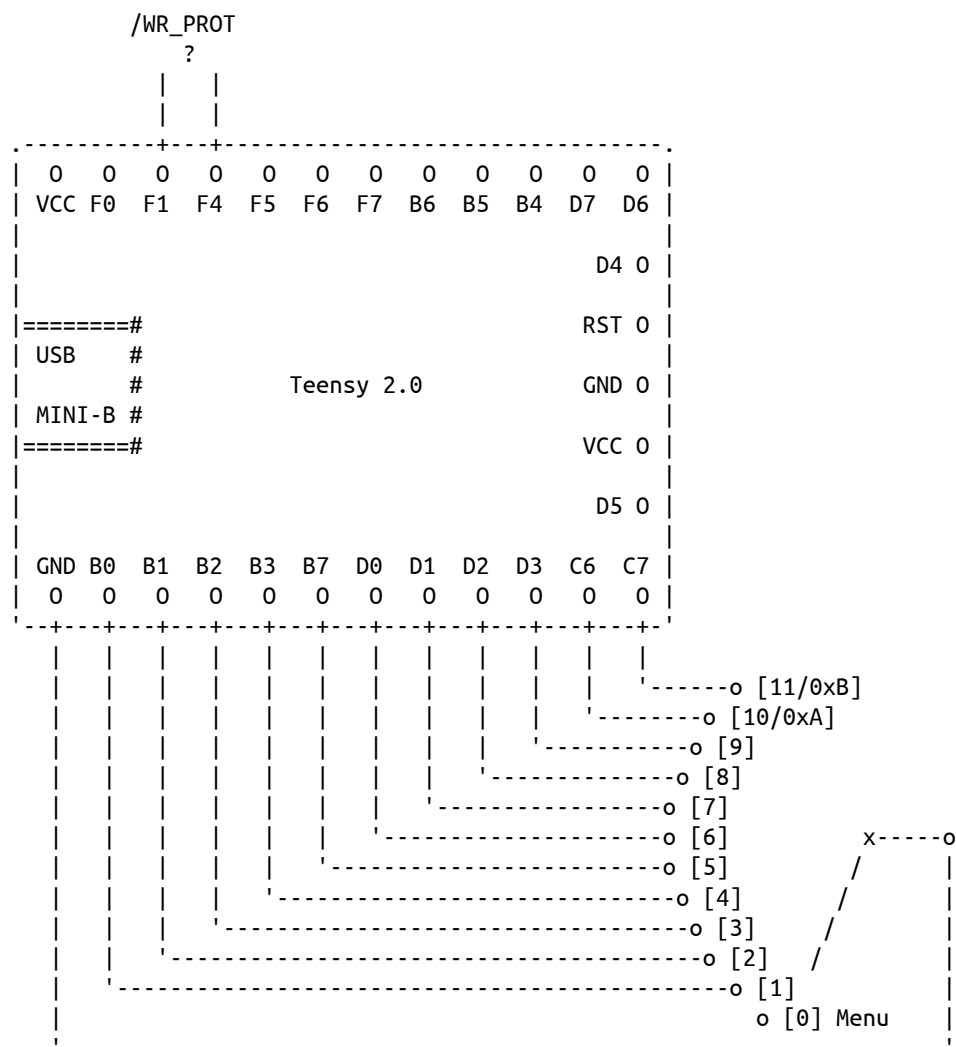 /WR_PROT
?
O O O O O O O O O O O O
VCC F0 F1 F4 F5 F6 F7 B6 B5 B4 D7 D6
D4 O
========# RST O
USB #
# Teensy 2.0 GND O
MINI-B #
========# VCC O
D5 O
GND B0 B1 B2 B3 B7 D0 D1 D2 D3 C6 C7
O O O O O O O O O O O O
o [11/0xB]
o [10/0xA]
o [9]
o [8]
o [7]
o [6] x-----o
o [5]
o [4]
o [3]
o [2]
o [1]
o [0] Menu